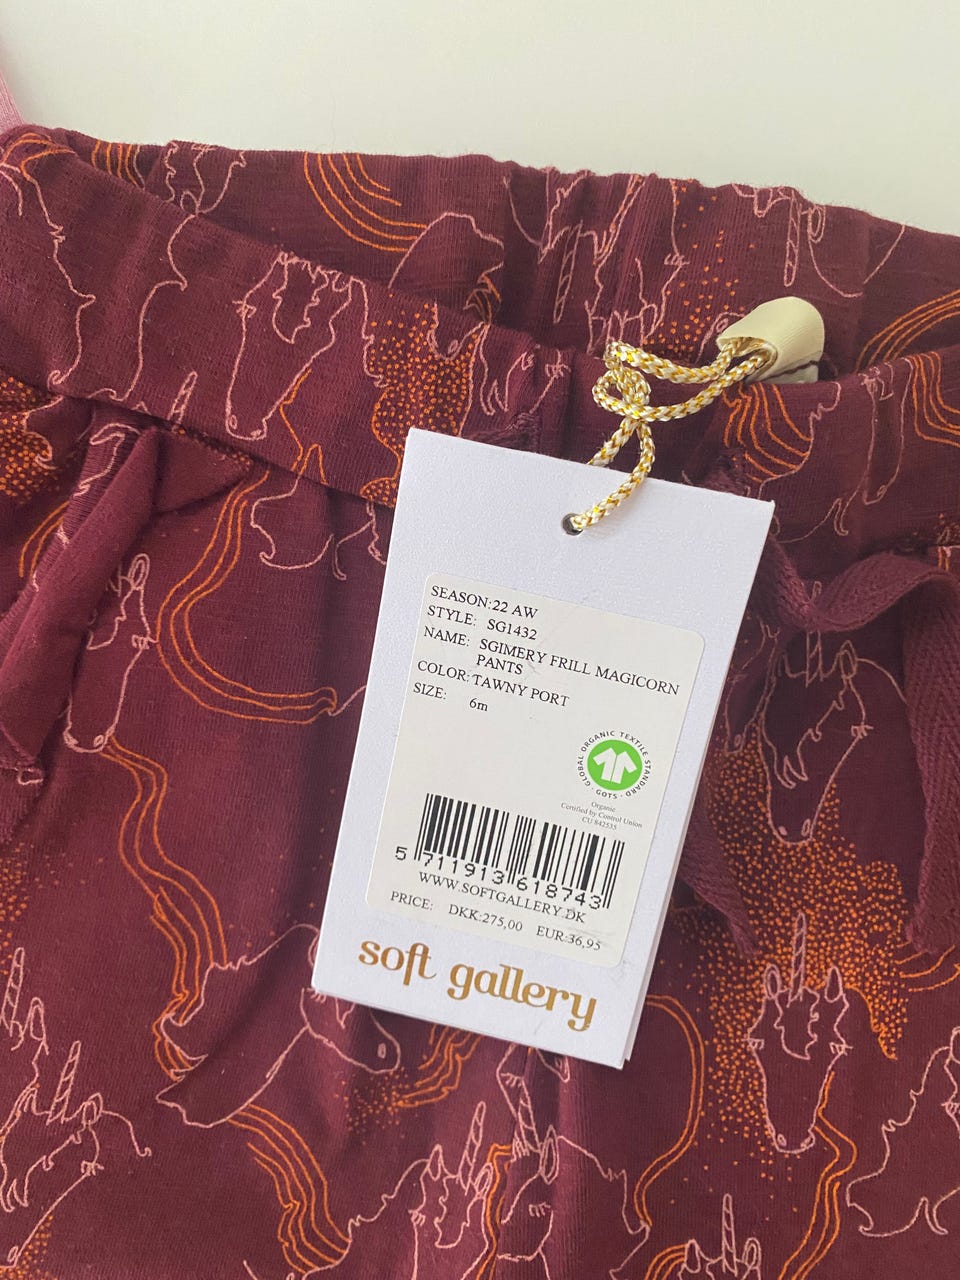 SEASON:22 AW
STYLE: SG1432
NAME: SGIMERY FRILL MAGICORN
PANTS
COLOR:TAWNY PORT
SIZE: 6m
GLOBAL ORGANIC TEXTILE STANDARD · GOTS ·
Organic
Certified by Control Union
CU 842535
5 711913 618743
WWW.SOFTGALLERY.DK
PRICE: DKK:275,00 EUR:36,95
soft gallery